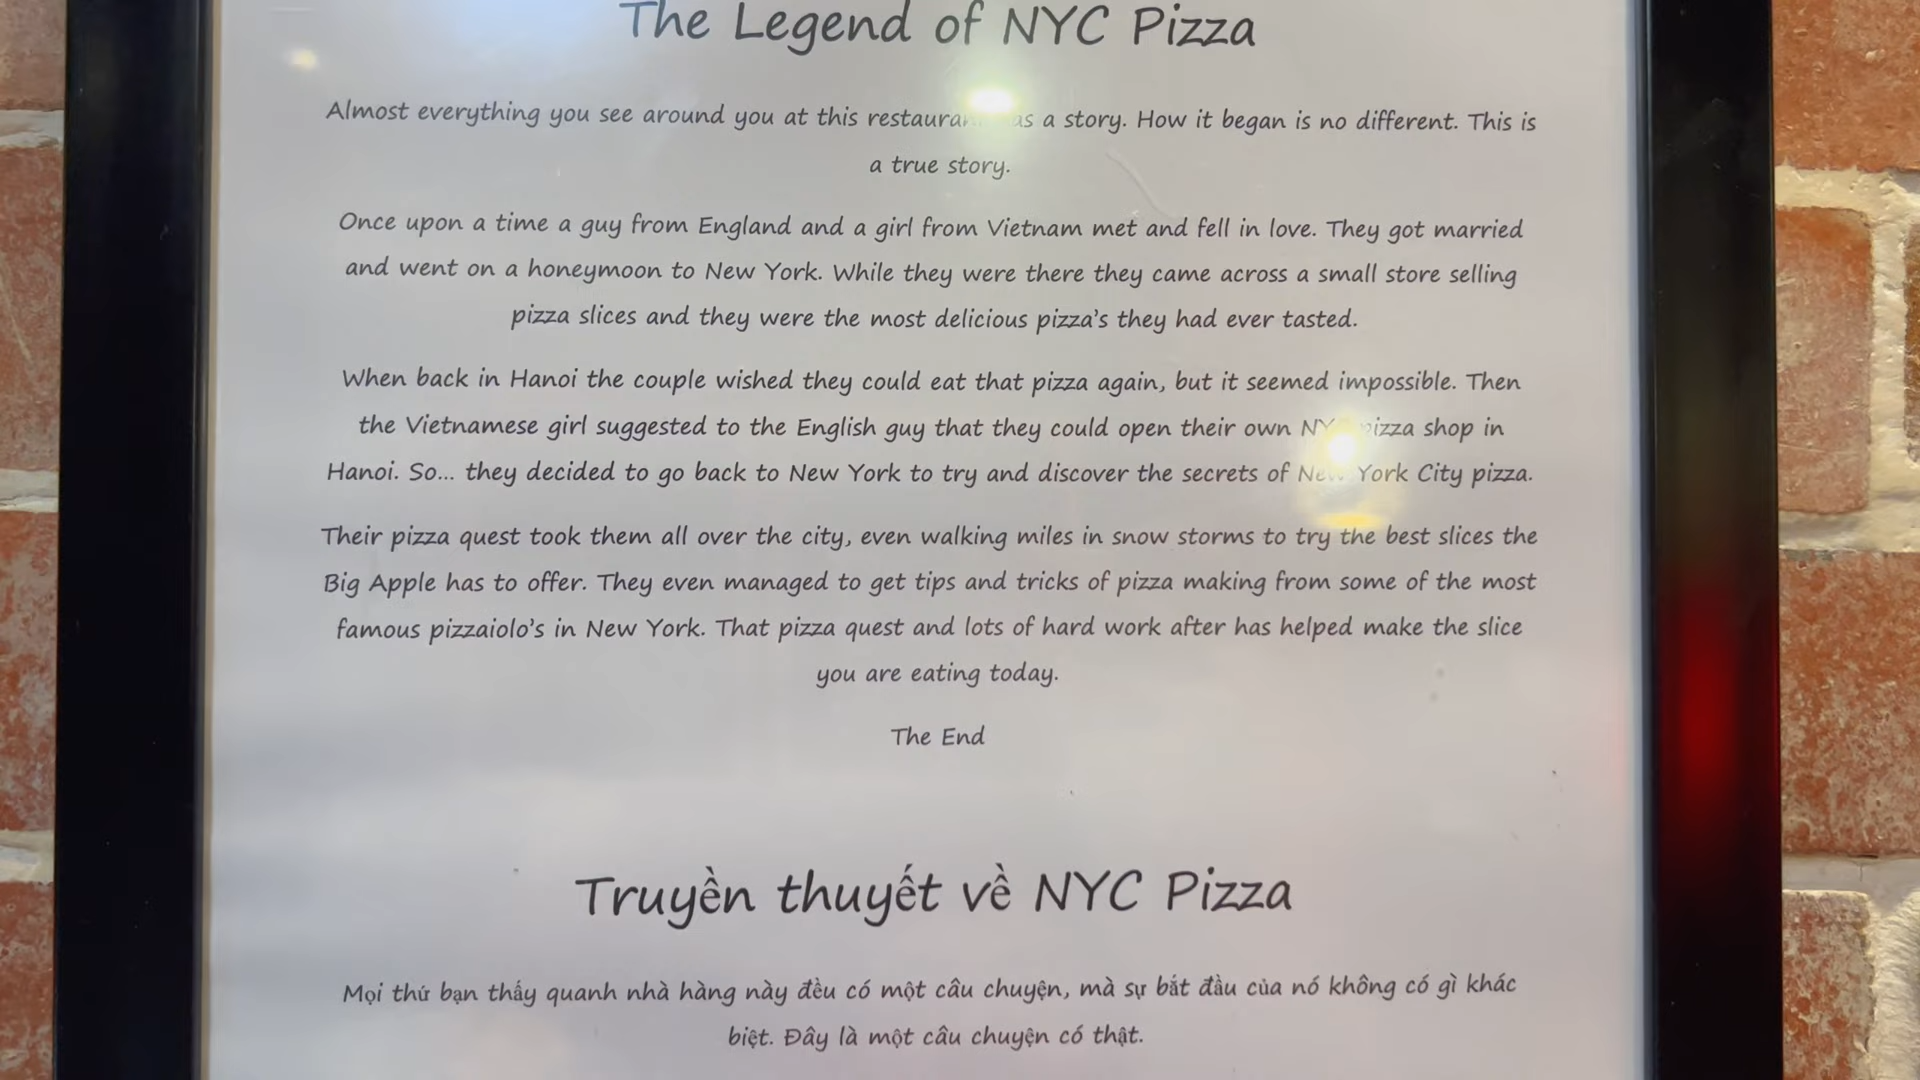 The Legend of NYC Pizza
Almost everything you see around you at this as a story. How it began is no different. This is
a true story.
Once upon a time a guy from England and a girl from Vietnam met and fell in love. They got married
and went on a honeymoon to New York. While they were there they came across a small store selling
pizza slices and they were the most delicious pizza's they had ever tasted.
When back in Hanoi the couple wished they could eat that pizza again, but it seemed impossible. Then
the Vietnamese girl suggested to the English guy that they could open their own pizza shop in
Hanoi. So... they decided to go back to New York to try and discover the secrets of New York City pizza.
Their pizza quest took them all over the city, even walking miles in snow storms to try the best slices the
Big Apple has to offer. They even managed to get tips and tricks of pizza making from some of the most
famous pizzaiolo's in New York. That pizza quest and lots of hard work after has helped make the slice
you are eating today.
The End
Truyền thuyết về NYC Pizza
Mọi thứ bạn thấy quanh nhà hàng này đều có một câu chuyện, mà sự bắt đầu của nó không có gì khác
biệt. Đây là một câu chuyện có thật.